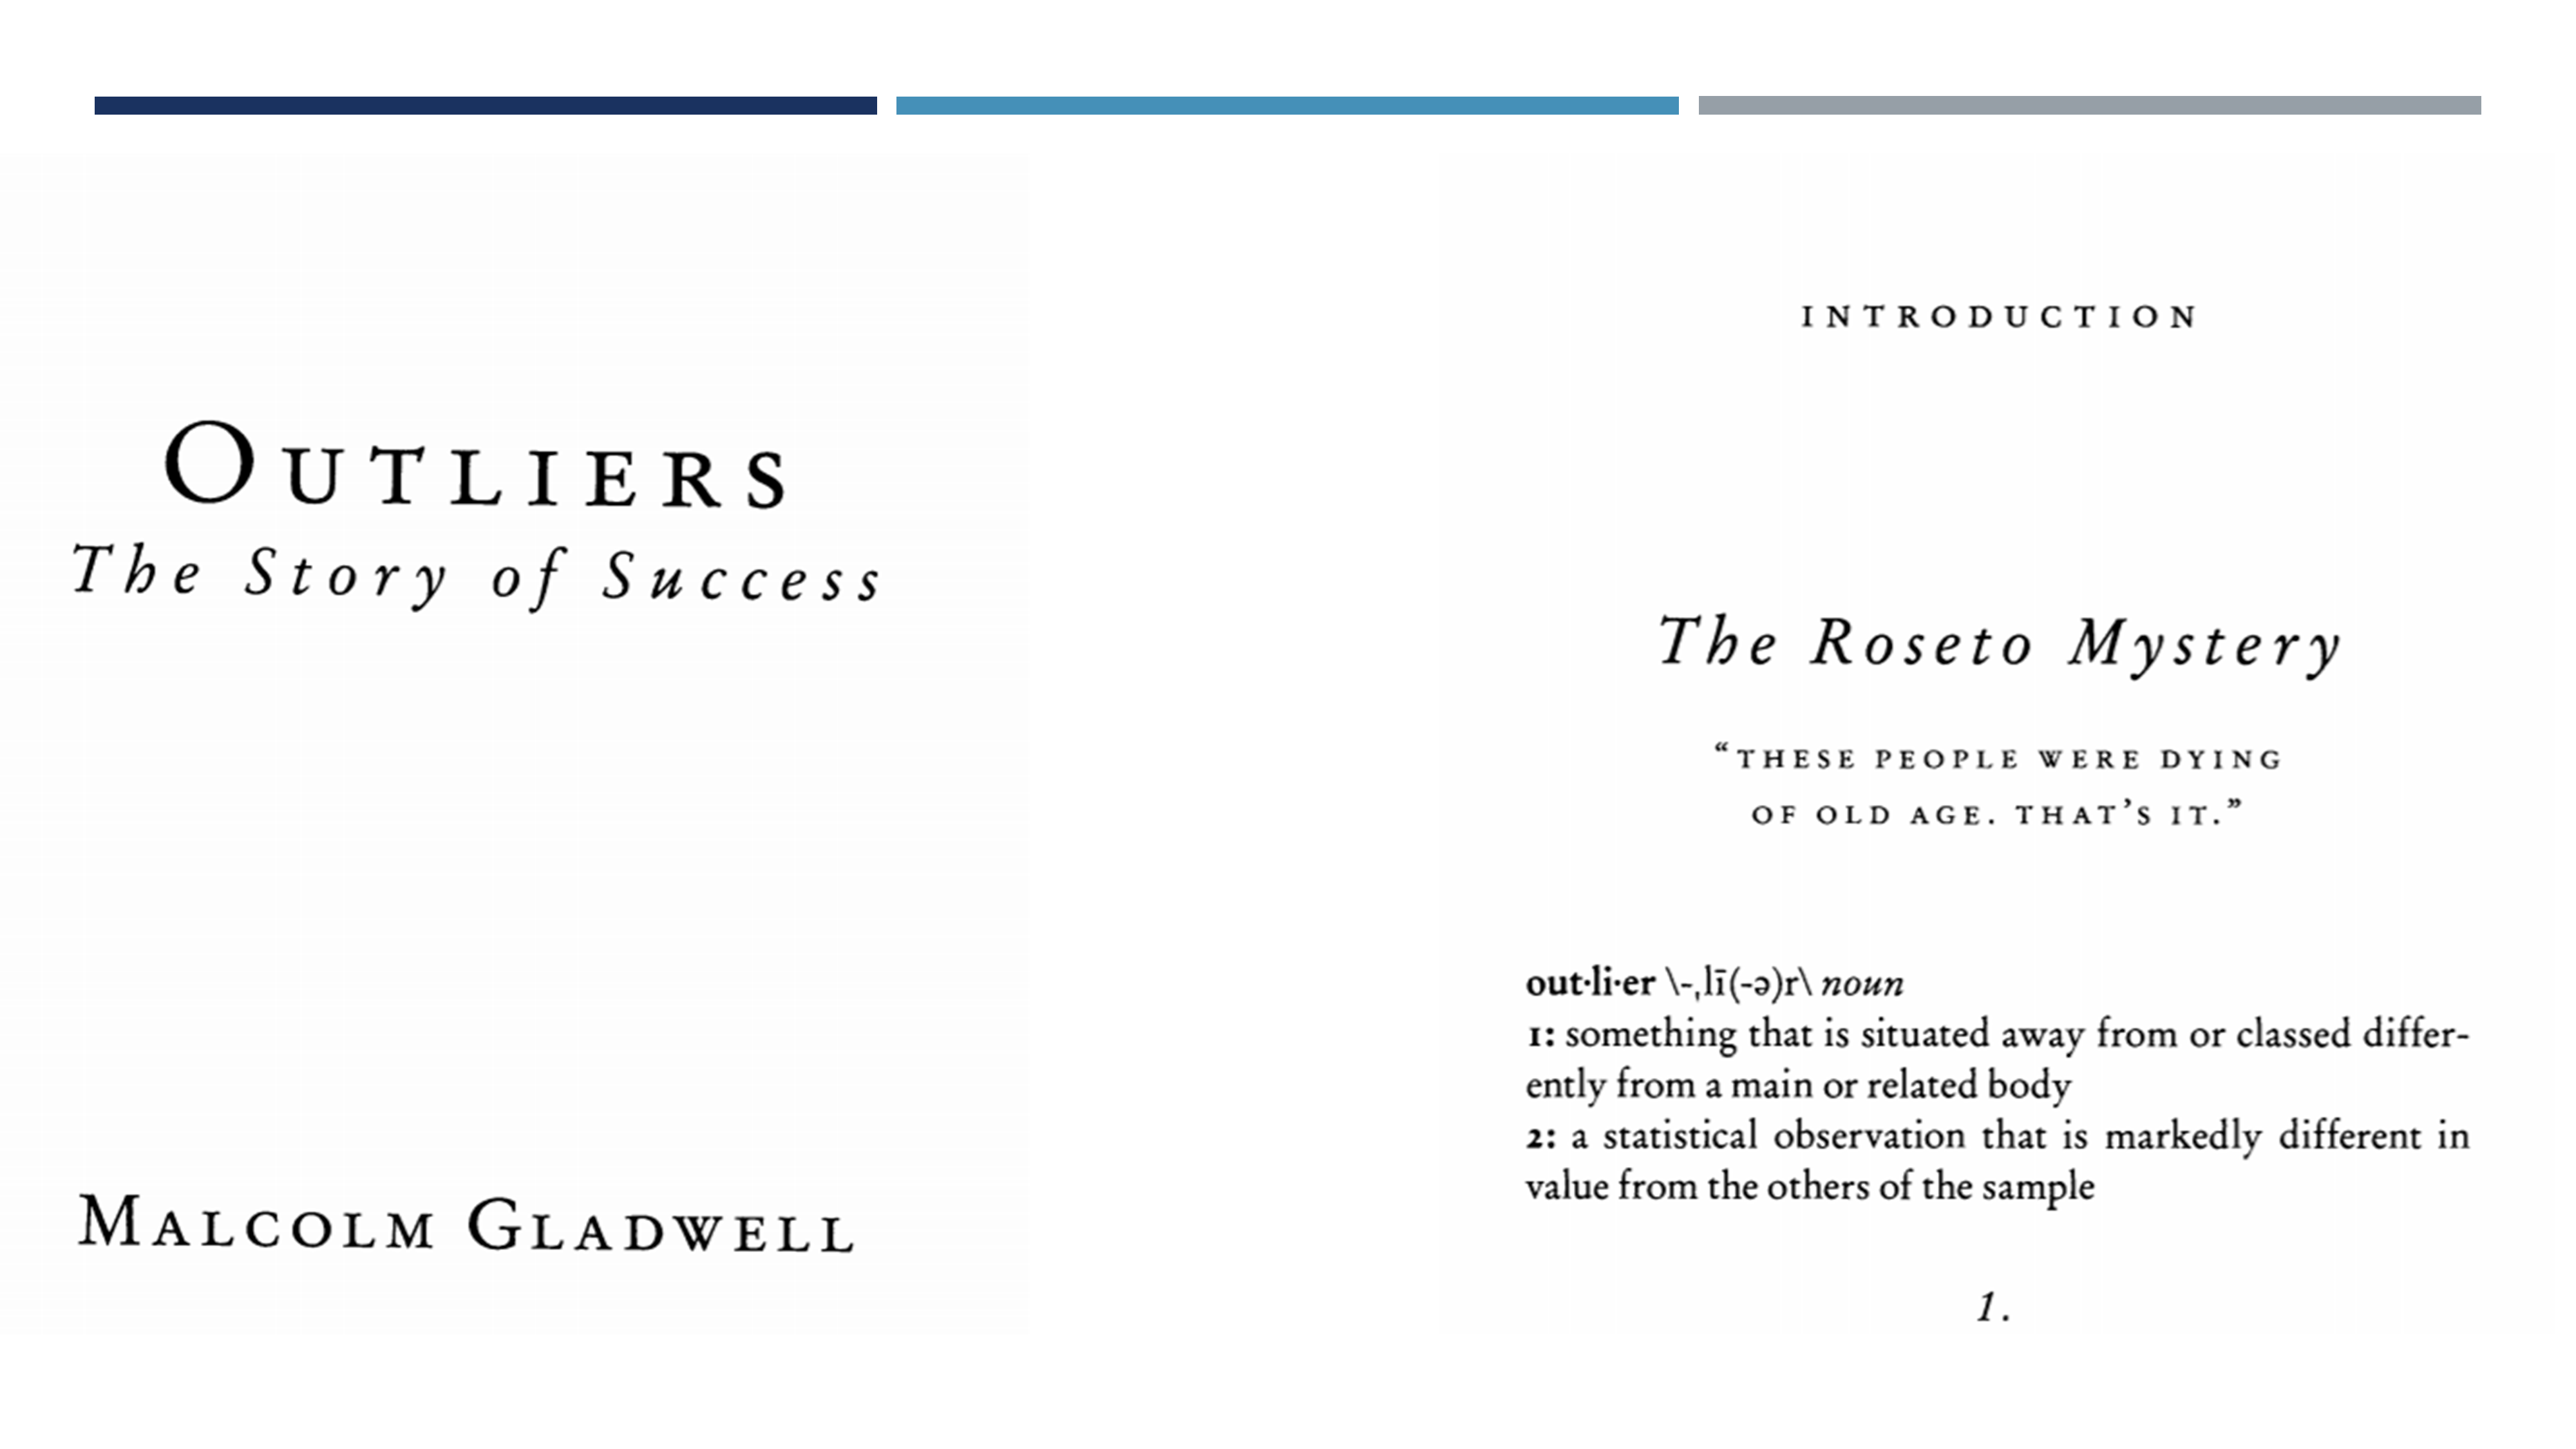 OUTLIERS
The Story of Success
MALCOLM GLADWELL
INTRODUCTION
The Roseto Mystery
“THESE PEOPLE WERE DYING
OF OLD AGE. THAT’S IT.”
out·li·er \-ˌlī(-ə)r\ noun
1: something that is situated away from or classed differ-
ently from a main or related body
2: a statistical observation that is markedly different in
value from the others of the sample
1.